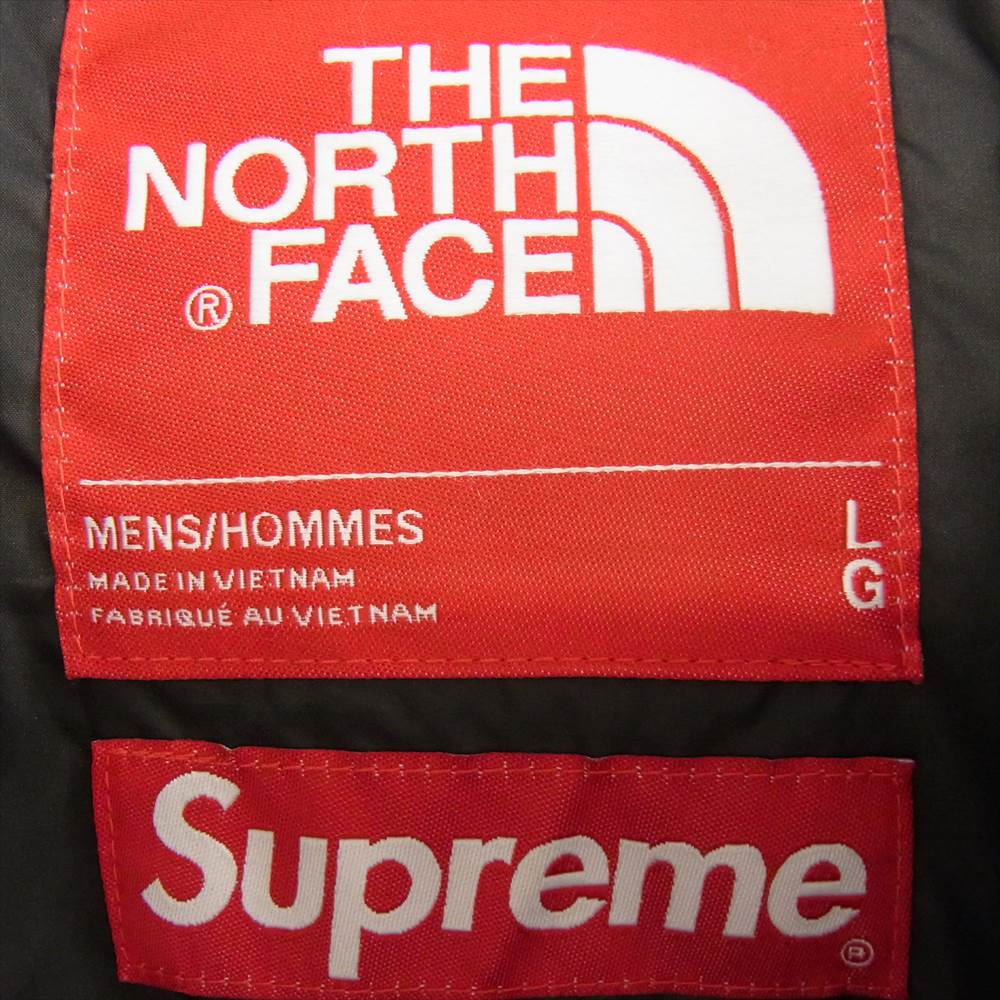 THE
NORTH
® FACE
MENS/HOMMES
L
MADE IN VIETNAM
G
FABRIQUÉ AU VIETNAM
Supreme ®